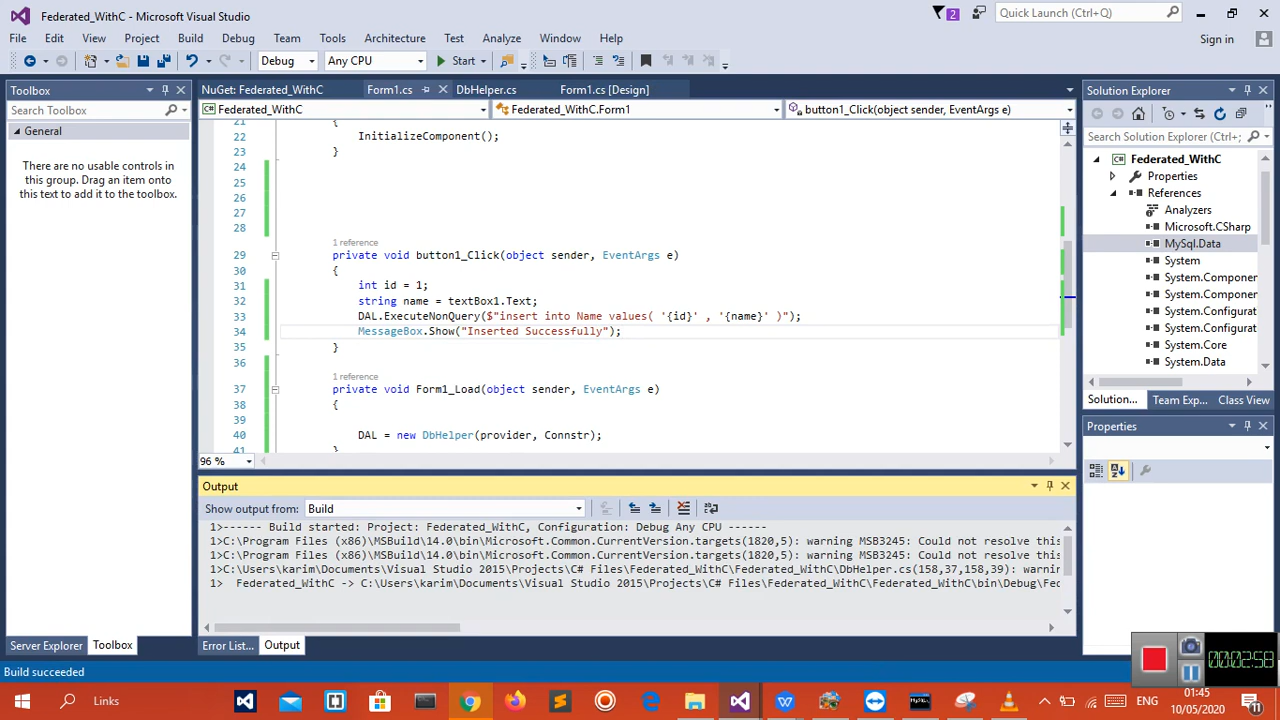 Federated_WithC - Microsoft Visual Studio
2
Quick Launch (Ctrl+Q)
File Edit View Project Build Debug Team Tools Architecture Test Analyze Window Help
Sign in
Debug Any CPU Start
Toolbox
Search Toolbox
General
There are no usable controls in
this group. Drag an item onto
this text to add it to the toolbox.
NuGet: Federated_WithC Form1.cs DbHelper.cs Form1.cs [Design]
Federated_WithC Federated_WithC.Form1 button1_Click(object sender, EventArgs e)
21 {
22 InitializeComponent();
23 }
24
25
26
27
28
1 reference
29 private void button1_Click(object sender, EventArgs e)
30 {
31 int id = 1;
32 string name = textBox1.Text;
33 DAL.ExecuteNonQuery($"insert into Name values( '{id}' , '{name}' )");
34 MessageBox.Show("Inserted Successfully");
35 }
36
1 reference
37 private void Form1_Load(object sender, EventArgs e)
38 {
39
40 DAL = new DbHelper(provider, Connstr);
41 }
96 %
Output
Show output from: Build
1>------ Build started: Project: Federated_WithC, Configuration: Debug Any CPU ------
1>C:\Program Files (x86)\MSBuild\14.0\bin\Microsoft.Common.CurrentVersion.targets(1820,5): warning MSB3245: Could not resolve this
1>C:\Program Files (x86)\MSBuild\14.0\bin\Microsoft.Common.CurrentVersion.targets(1820,5): warning MSB3245: Could not resolve this
1>C:\Users\karim\Documents\Visual Studio 2015\Projects\C# Files\Federated_WithC\Federated_WithC\DbHelper.cs(158,37,158,39): warning
1> Federated_WithC -> C:\Users\karim\Documents\Visual Studio 2015\Projects\C# Files\Federated_WithC\Federated_WithC\bin\Debug\Fed
Server Explorer Toolbox
Error List... Output
Solution Explorer
Search Solution Explorer (Ctrl+;
Federated_WithC
Properties
References
Analyzers
Microsoft.CSharp
MySql.Data
System
System.Componen
System.Componen
System.Configurat
System.Configurat
System.Core
System.Data
Solution... Team Exp... Class View
Properties
Build succeeded
00:02:58
Links
ENG
01:45
10/05/2020
11